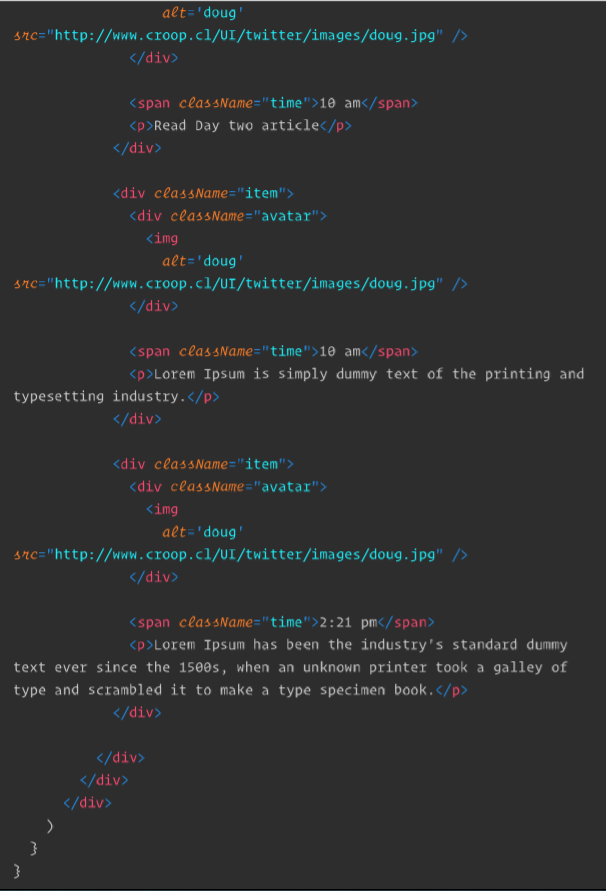 alt='doug'
src="http://www.croop.cl/UI/twitter/images/doug.jpg" />
</div>
<span className="time">10 am</span>
<p>Read Day two article</p>
</div>
<div className="item">
<div className="avatar">
<img
alt='doug'
src="http://www.croop.cl/UI/twitter/images/doug.jpg" />
</div>
<span className="time">10 am</span>
<p>Lorem Ipsum is simply dummy text of the printing and
typesetting industry.</p>
</div>
<div className="item">
<div className="avatar">
<img
alt='doug'
src="http://www.croop.cl/UI/twitter/images/doug.jpg" />
</div>
<span className="time">2:21 pm</span>
<p>Lorem Ipsum has been the industry's standard dummy
text ever since the 1500s, when an unknown printer took a galley of
type and scrambled it to make a type specimen book.</p>
</div>
</div>
</div>
</div>
)
}
}